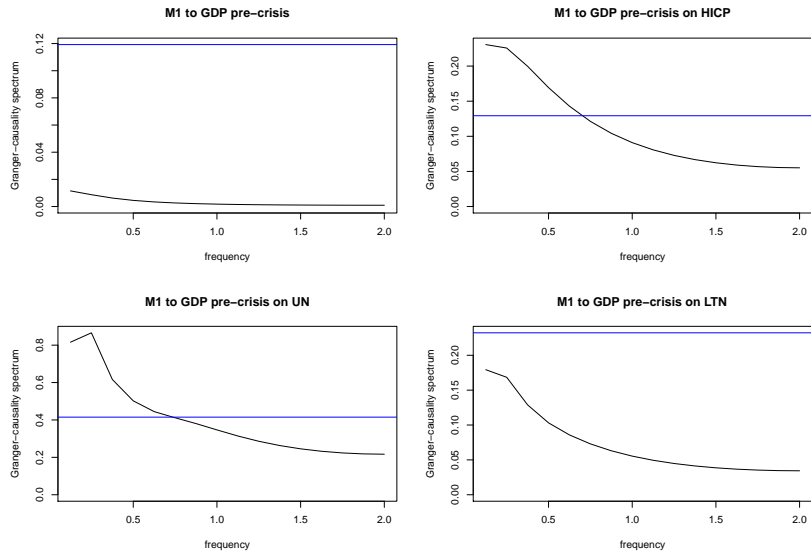 M1 to GDP pre−crisis
Granger−causality spectrum
0.00
0.04
0.08
0.12
0.5
1.0
1.5
2.0
frequency
M1 to GDP pre−crisis on HICP
Granger−causality spectrum
0.00
0.05
0.10
0.15
0.20
0.5
1.0
1.5
2.0
frequency
M1 to GDP pre−crisis on UN
Granger−causality spectrum
0.0
0.2
0.4
0.6
0.8
0.5
1.0
1.5
2.0
frequency
M1 to GDP pre−crisis on LTN
Granger−causality spectrum
0.00
0.05
0.10
0.15
0.20
0.5
1.0
1.5
2.0
frequency